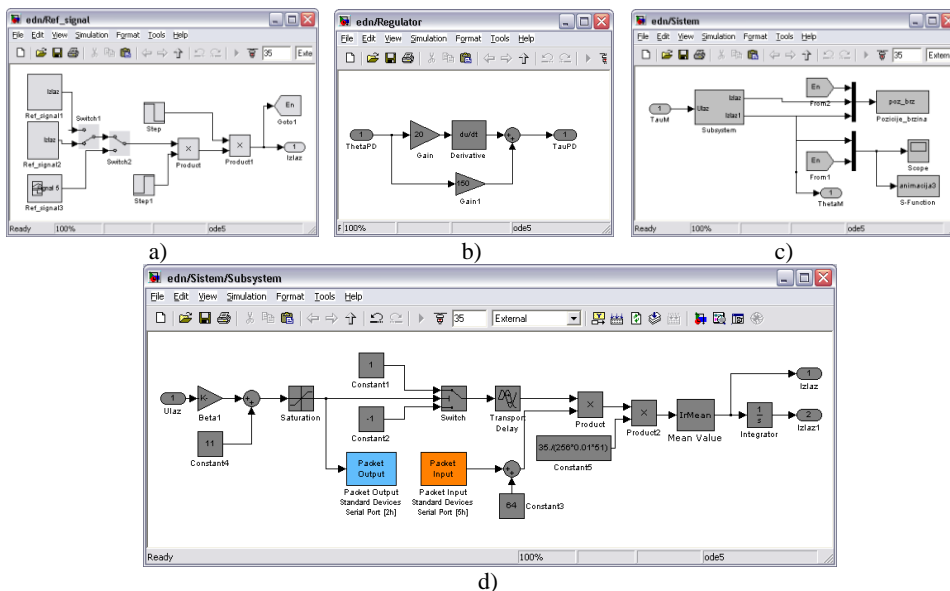 edn/Ref_signal
File Edit View Simulation Format Tools Help
35 Exte
Izlaz
Ref_signal1
Switch1
Izlaz
Ref_signal2
Switch2
Signal 5
Ref_signal3
Step
Step1
Product
Product1
En
Goto1
1
Izlaz
Ready 100% ode5
a)
edn/Regulator
File Edit View Simulation Format Tools Help
1
ThetaPD
20
Gain
du/dt
Derivative
150
Gain1
1
TauPD
100% ode5
b)
edn/Sistem
File Edit View Simulation Format Tools Help
35 Extern
1
TauM
Ulaz
Izlaz
Izlaz1
Subsystem
En
From2
poz_brz
Pozicije_brzina
En
From1
Scope
animacija3
S-Function
1
ThetaM
Ready 100% ode5
c)
edn/Sistem/Subsystem
File Edit View Simulation Format Tools Help
35 External
1
Ulaz
K-
Beta1
11
Constant4
Saturation
1
Constant1
-1
Constant2
Switch
Transport
Delay
Product
Product2
35./(256*0.01*51)
Constant5
IrMean
Mean Value
1
s
Integrator
1
Izlaz
2
Izlaz1
Packet
Output
Packet Output
Standard Devices
Serial Port [2h]
Packet
Input
Packet Input
Standard Devices
Serial Port [5h]
64
Constant3
Ready 100% ode5
d)